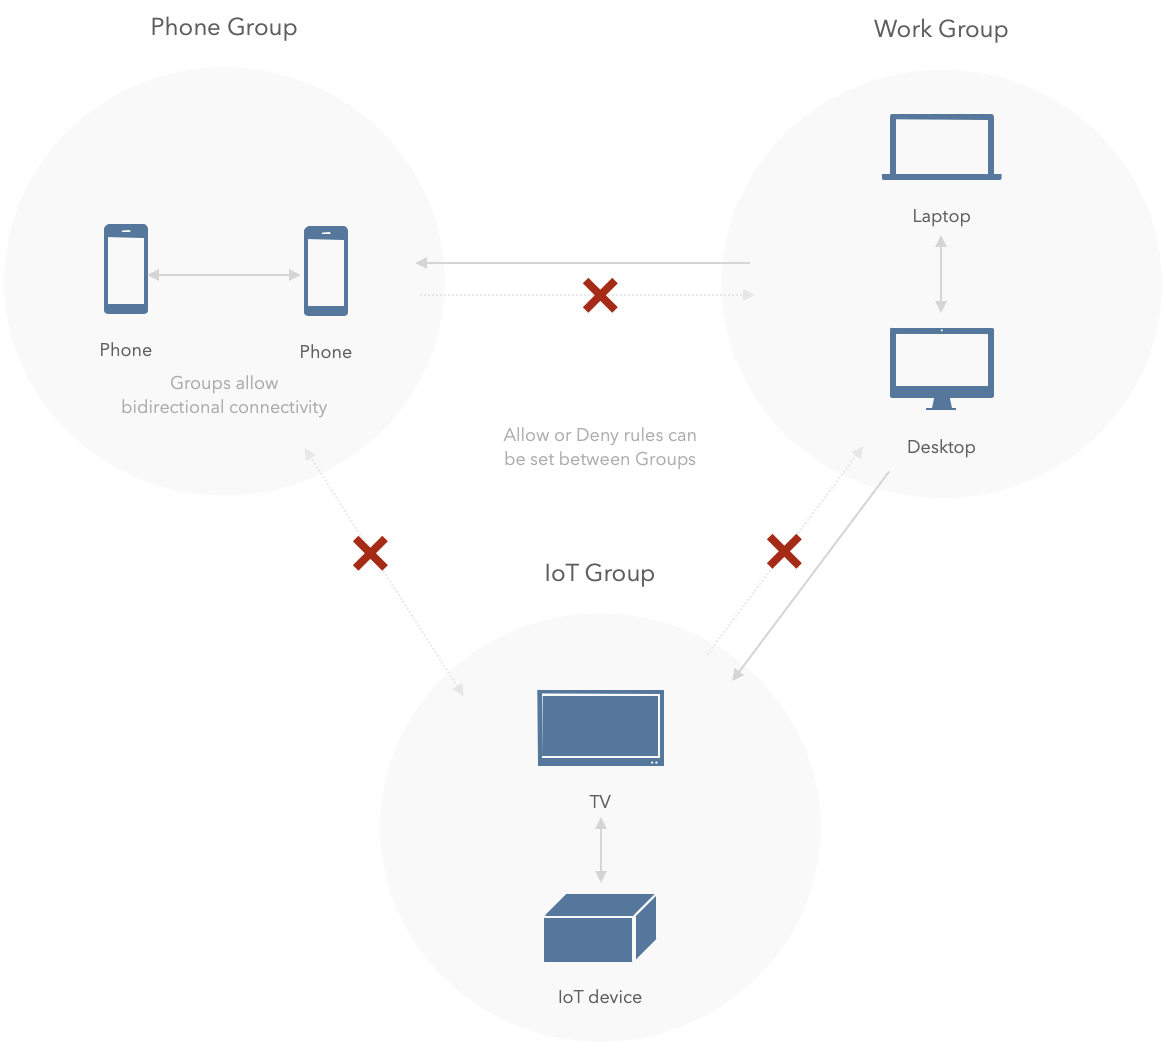 Phone Group
Work Group
Laptop
Phone
Phone
Groups allow
bidirectional connectivity
Allow or Deny rules can
be set between Groups
Desktop
IoT Group
TV
IoT device